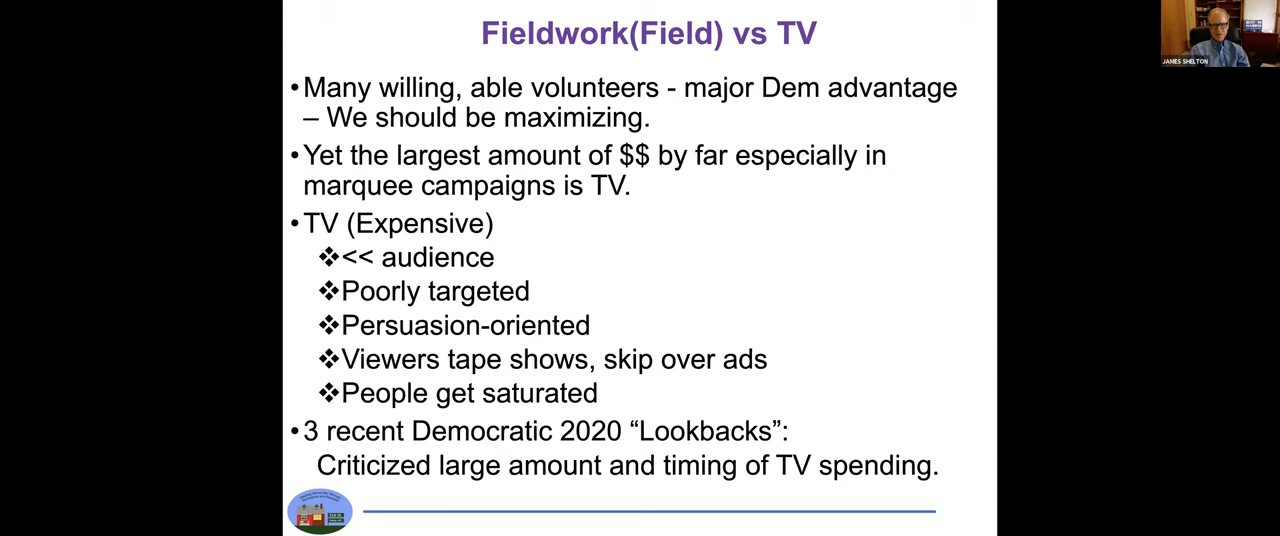 Fieldwork(Field) vs TV
•Many willing, able volunteers - major Dem advantage
– We should be maximizing.
•Yet the largest amount of $$ by far especially in
marquee campaigns is TV.
•TV (Expensive)
❖<< audience
❖Poorly targeted
❖Persuasion-oriented
❖Viewers tape shows, skip over ads
❖People get saturated
•3 recent Democratic 2020 “Lookbacks”:
Criticized large amount and timing of TV spending.
JAMES SHELTON